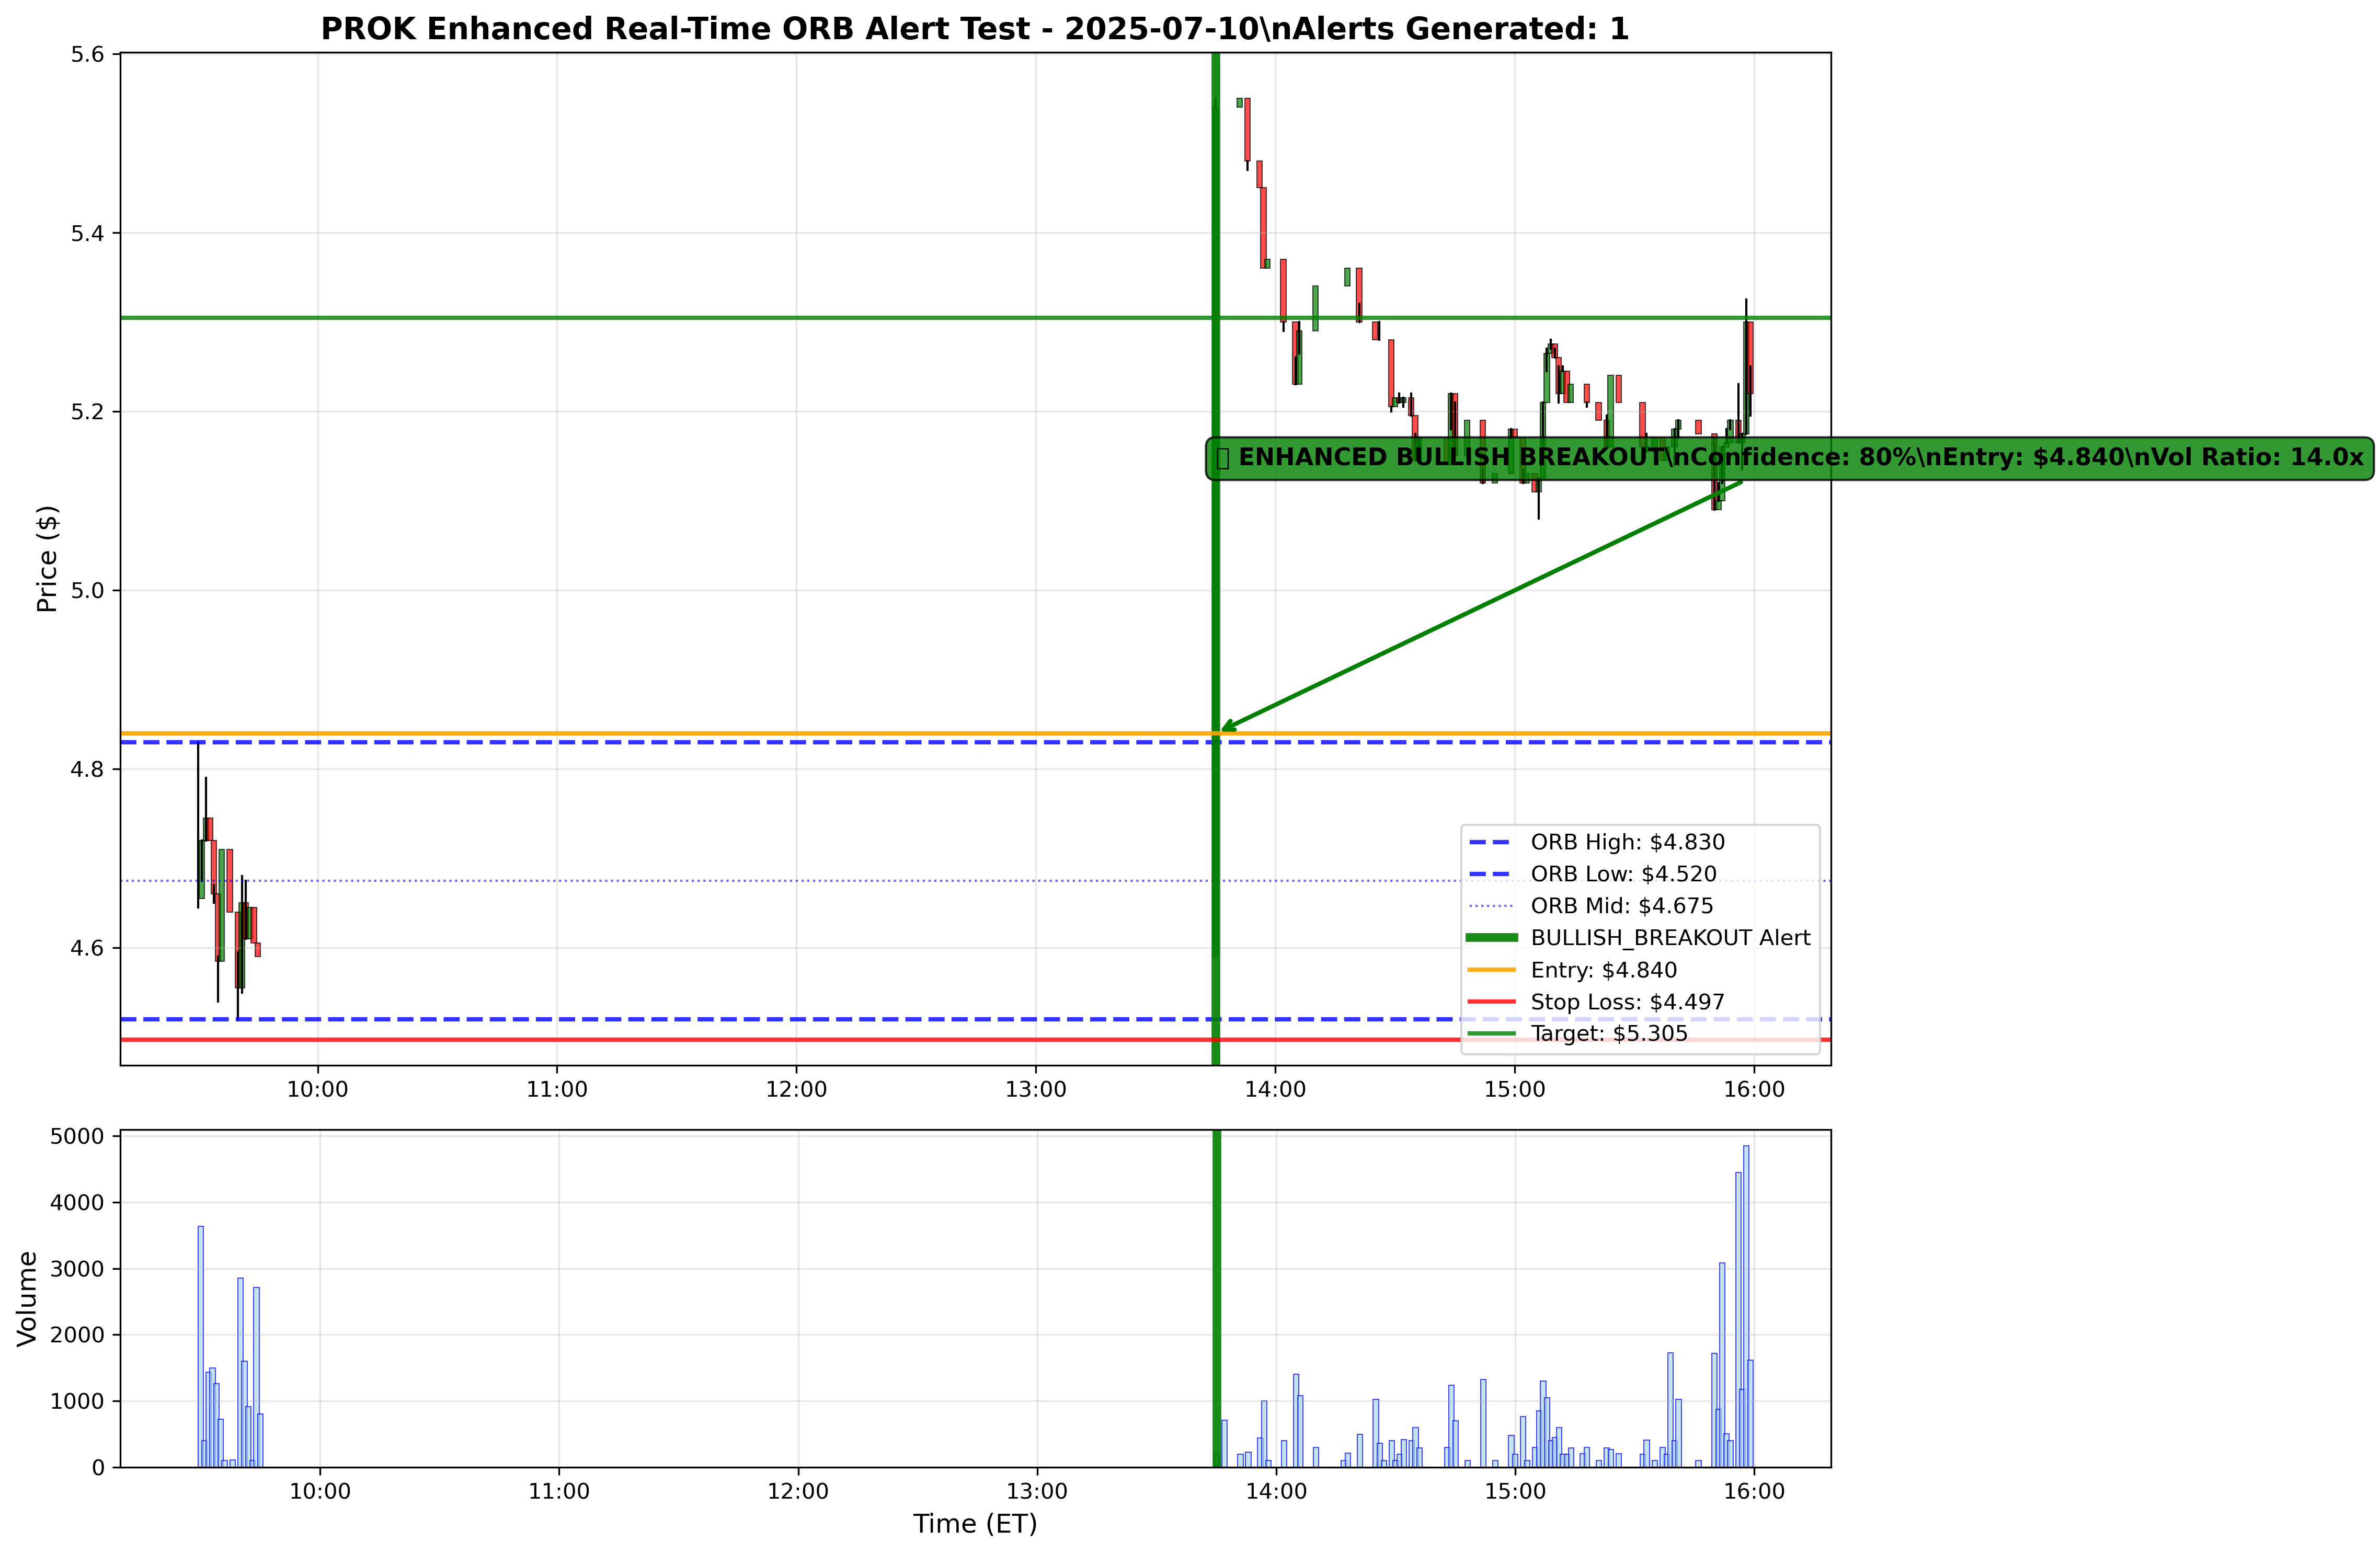 PROK Enhanced Real-Time ORB Alert Test - 2025-07-10\nAlerts Generated: 1
Price ($)
5.6
5.4
5.2
5.0
4.8
4.6
ENHANCED BULLISH BREAKOUT\nConfidence: 80%\nEntry: $4.840\nVol Ratio: 14.0x
ORB High: $4.830
ORB Low: $4.520
ORB Mid: $4.675
BULLISH_BREAKOUT Alert
Entry: $4.840
Stop Loss: $4.497
Target: $5.305
10:00 11:00 12:00 13:00 14:00 15:00 16:00
Volume
5000
4000
3000
2000
1000
0
10:00 11:00 12:00 13:00 14:00 15:00 16:00
Time (ET)